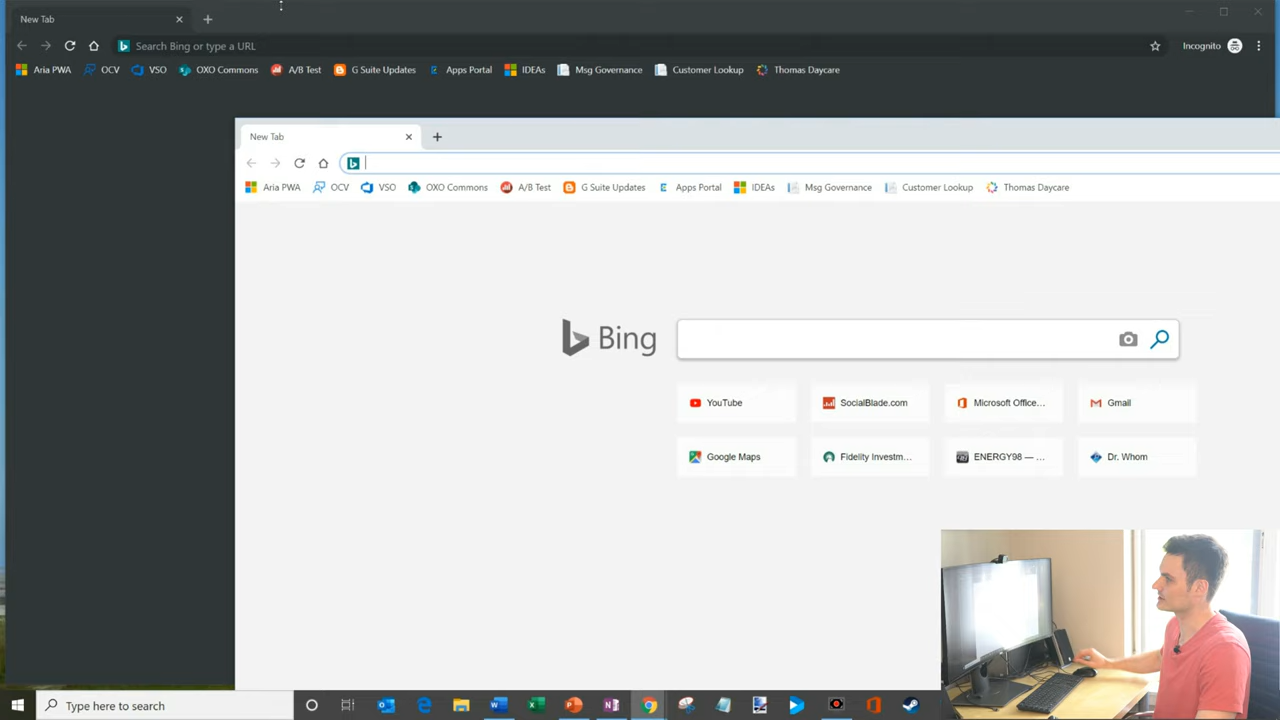 New Tab
Search Bing or type a URL
Incognito
Aria PWA OCV VSO OXO Commons A/B Test G Suite Updates Apps Portal IDEAs Msg Governance Customer Lookup Thomas Daycare
New Tab
Aria PWA OCV VSO OXO Commons A/B Test G Suite Updates Apps Portal IDEAs Msg Governance Customer Lookup Thomas Daycare
Bing
YouTube SocialBlade.com Microsoft Office... Gmail
Google Maps Fidelity Investm... ENERGY98 — ... Dr. Whom
Type here to search